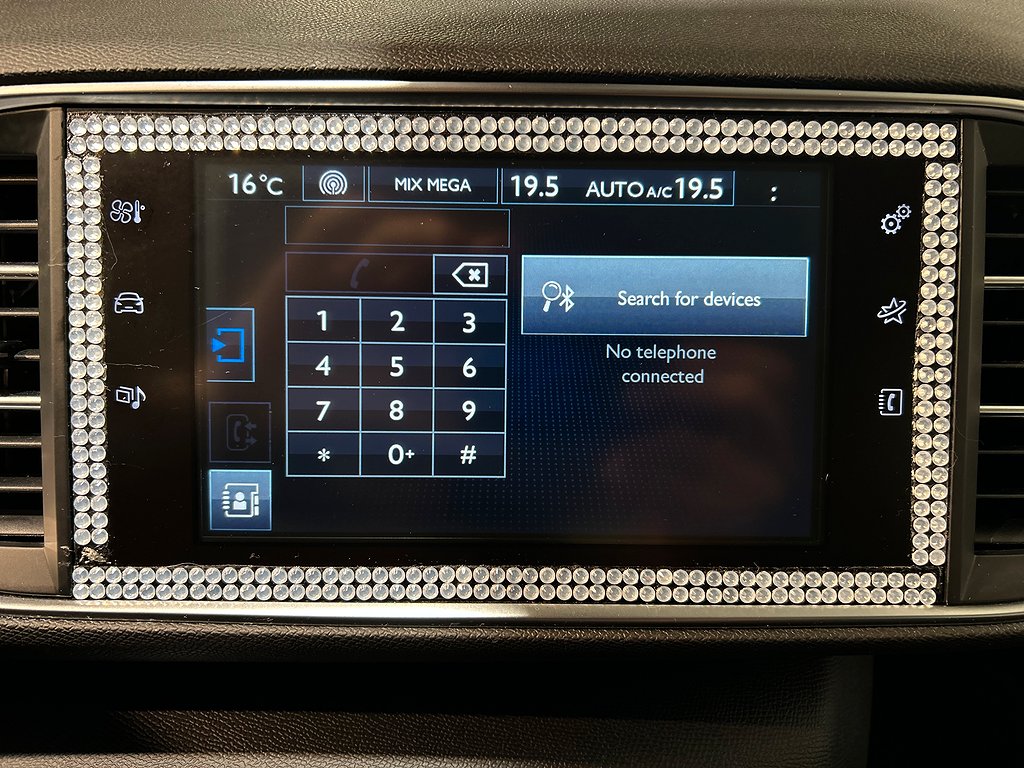 16°C MIX MEGA 19.5 AUTO A/C 19.5 :
Search for devices
No telephone
connected
1 2 3
4 5 6
7 8 9
* 0+ #